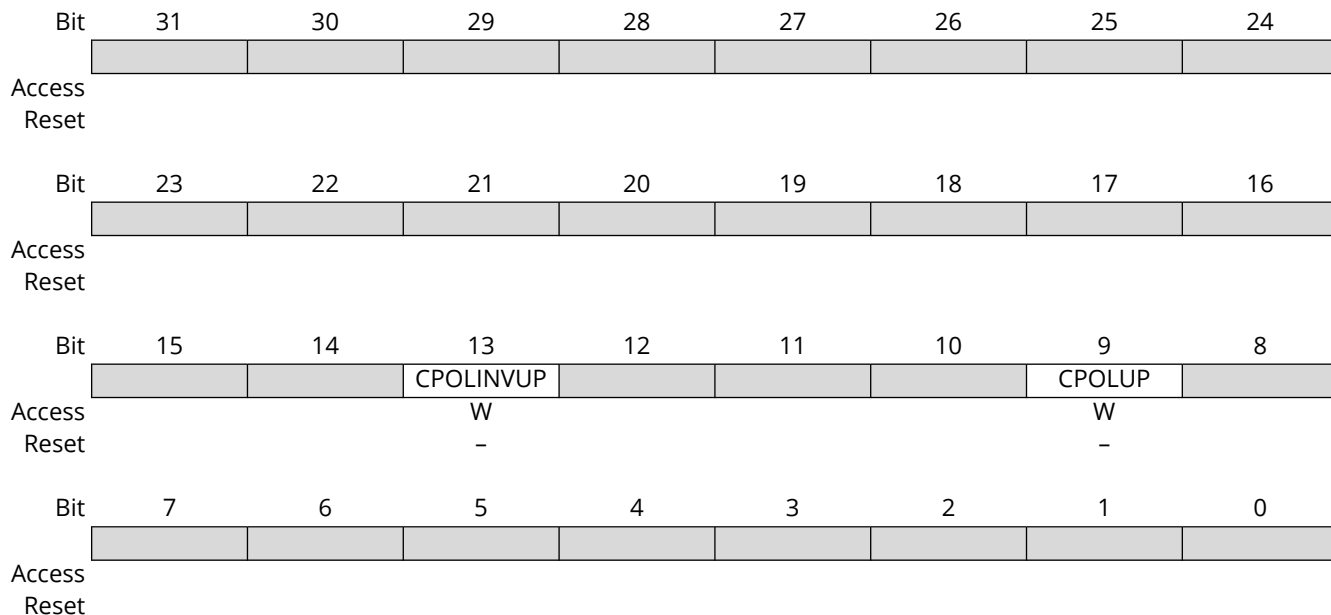 Bit 31 30 29 28 27 26 25 24
Access
Reset
Bit 23 22 21 20 19 18 17 16
Access
Reset
Bit 15 14 13 12 11 10 9 8
CPOLINVUP CPOLUP
Access W W
Reset – –
Bit 7 6 5 4 3 2 1 0
Access
Reset